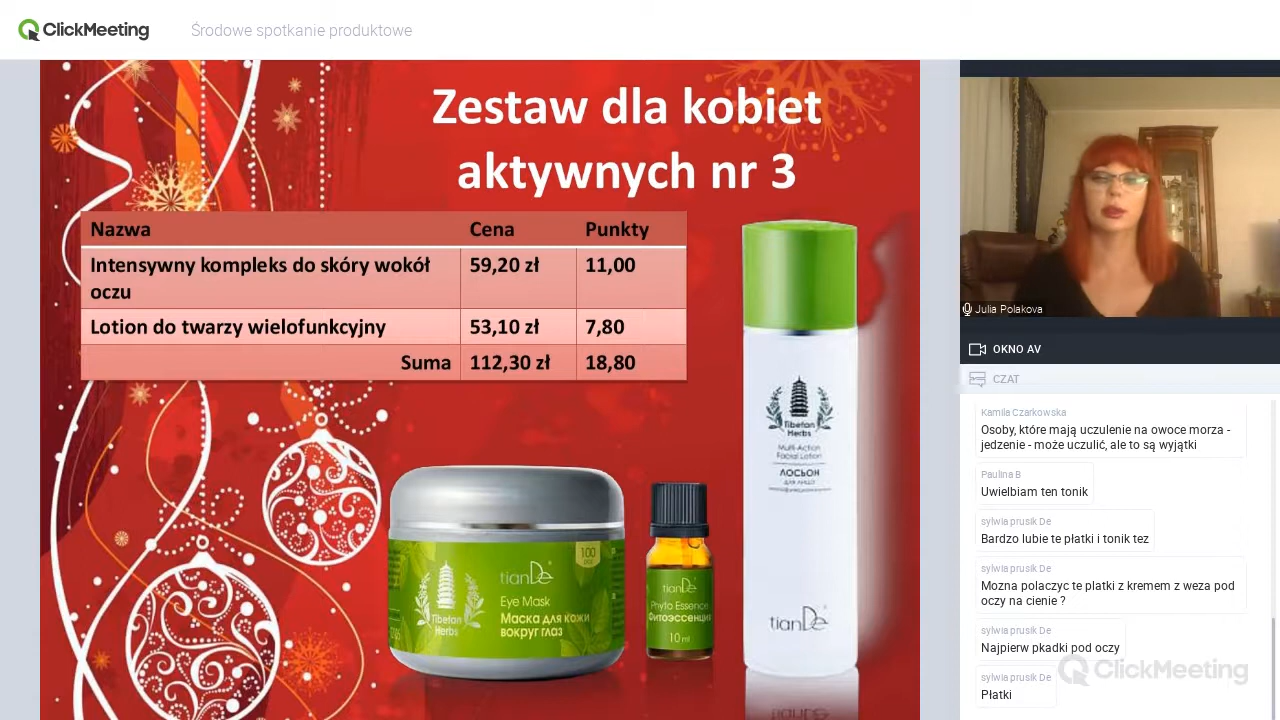 ClickMeeting
Środowe spotkanie produktowe
Zestaw dla kobiet
aktywnych nr 3
Nazwa Cena Punkty
Intensywny kompleks do skóry wokół oczu 59,20 zł 11,00
Lotion do twarzy wielofunkcyjny 53,10 zł 7,80
Suma 112,30 zł 18,80
Tibetan
Herbs
Multi-Action
Facial Lotion
ЛОСЬОН
ДЛЯ ЛИЦА
tianDe
100
tianDe
Eye Mask
Маска для кожи
вокруг глаз
Tibetan
Herbs
tianDe
Phyto Essence
Фитоэссенция
10 ml
Julia Polakova
OKNO AV
CZAT
Kamila Czarkowska
Osoby, które mają uczulenie na owoce morza -
jedzenie - może uczulić, ale to są wyjątki
Paulina B
Uwielbiam ten tonik
sylwia prusik De
Bardzo lubie te płatki i tonik tez
sylwia prusik De
Mozna polaczyc te platki z kremem z weza pod
oczy na cienie ?
sylwia prusik De
Najpierw pkadki pod oczy
sylwia prusik De
Płatki
ClickMeeting